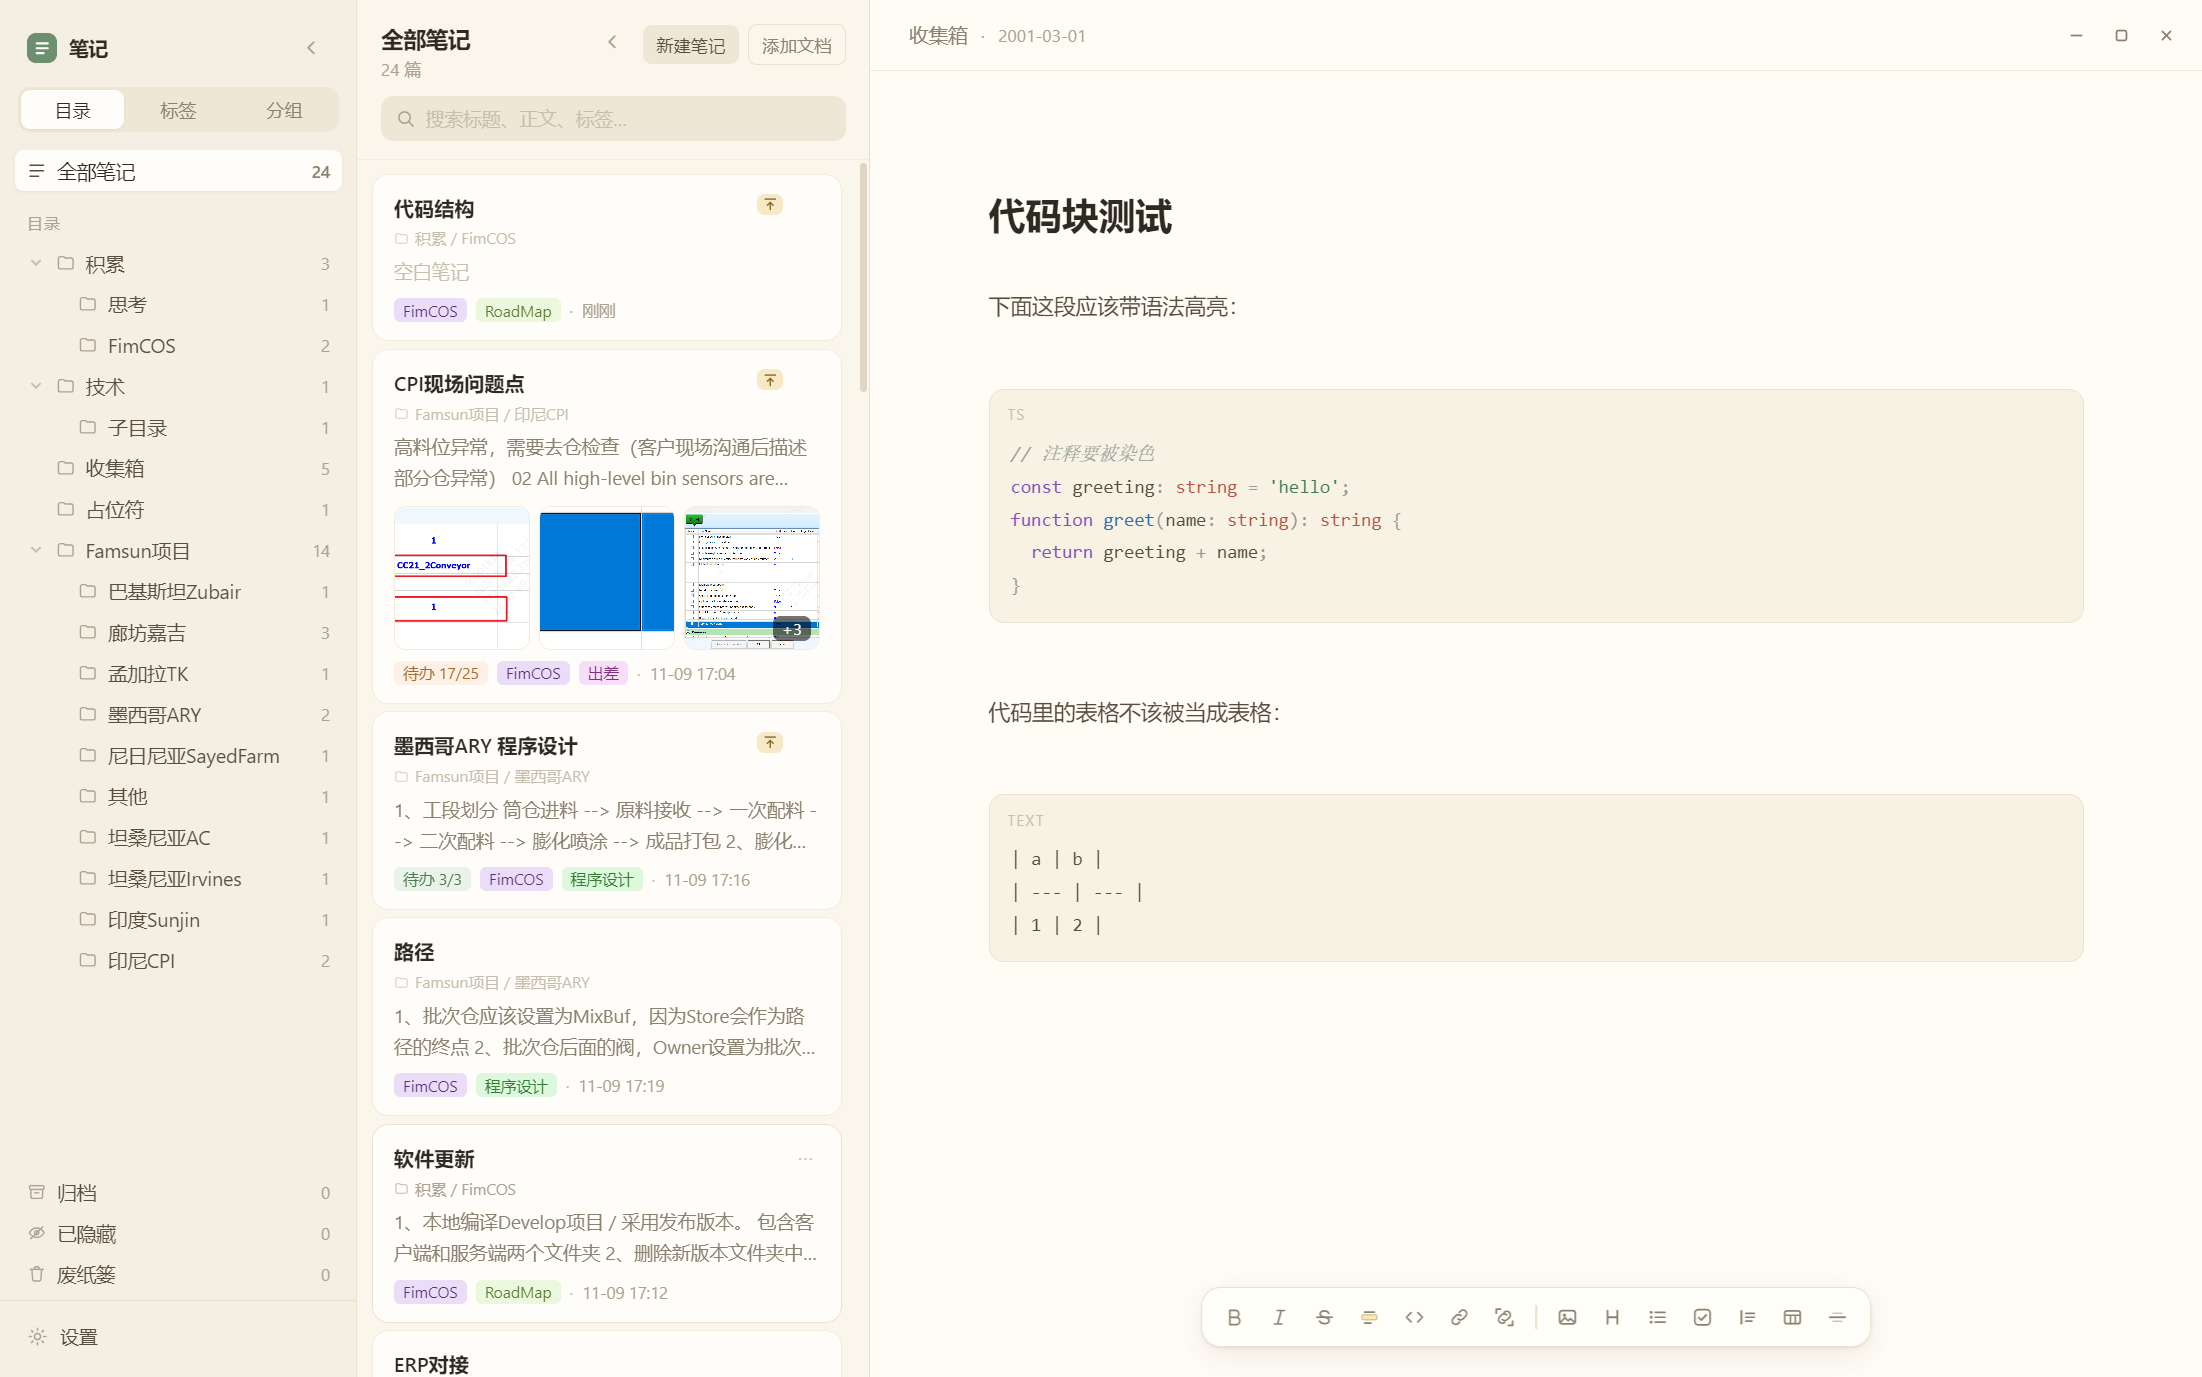 笔记
目录
标签
分组
全部笔记
24
目录
积累
3
思考
1
FimCOS
2
技术
1
子目录
1
收集箱
5
占位符
1
Famsun项目
14
巴基斯坦Zubair
1
廊坊嘉吉
3
孟加拉TK
1
墨西哥ARY
2
尼日尼亚SayedFarm
1
其他
1
坦桑尼亚AC
1
坦桑尼亚Irvines
1
印度Sunjin
1
印尼CPI
2
归档
0
已隐藏
0
废纸篓
0
设置
全部笔记
24 篇
新建笔记
添加文档
搜索标题、正文、标签...
代码结构
积累 / FimCOS
空白笔记
FimCOS RoadMap · 刚刚
CPI现场问题点
Famsun项目 / 印尼CPI
高料位异常，需要去仓检查（客户现场沟通后描述
部分仓异常） 02 All high-level bin sensors are...
1
CC21_2Conveyor
1
+3
待办 17/25 FimCOS 出差 · 11-09 17:04
墨西哥ARY 程序设计
Famsun项目 / 墨西哥ARY
1、工段划分 筒仓进料 --> 原料接收 --> 一次配料 -
-> 二次配料 --> 膨化喷涂 --> 成品打包 2、膨化...
待办 3/3 FimCOS 程序设计 · 11-09 17:16
路径
Famsun项目 / 墨西哥ARY
1、批次仓应该设置为MixBuf，因为Store会作为路
径的终点 2、批次仓后面的阀，Owner设置为批次...
FimCOS 程序设计 · 11-09 17:19
软件更新
...
积累 / FimCOS
1、本地编译Develop项目 / 采用发布版本。 包含客
户端和服务端两个文件夹 2、删除新版本文件夹中...
FimCOS RoadMap · 11-09 17:12
ERP对接
收集箱 · 2001-03-01
代码块测试
下面这段应该带语法高亮：
TS
// 注释要被染色
const greeting: string = 'hello';
function greet(name: string): string {
  return greeting + name;
}
代码里的表格不该被当成表格：
TEXT
| a | b |
| --- | --- |
| 1 | 2 |